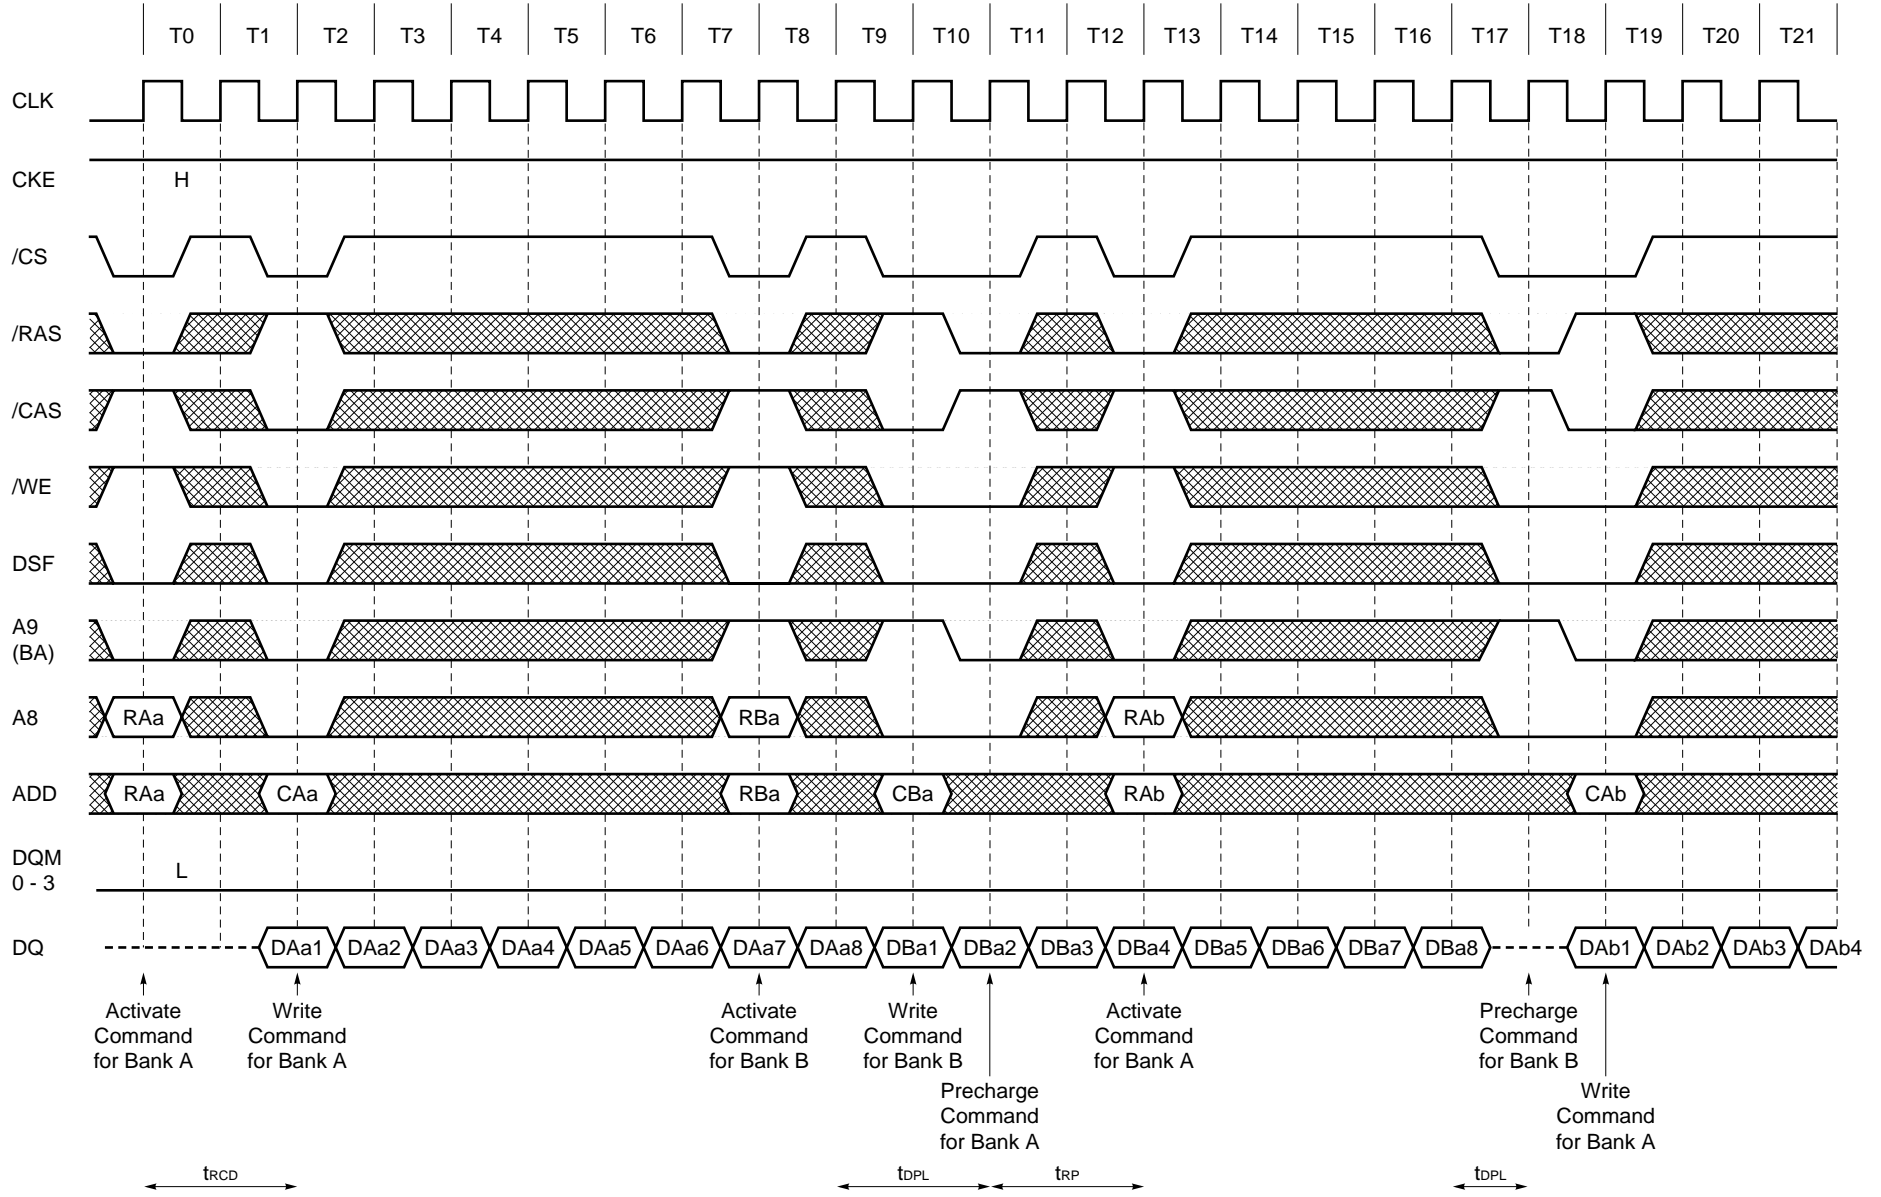 T0 T1 T2 T3 T4 T5 T6 T7 T8 T9 T10 T11 T12 T13 T14 T15 T16 T17 T18 T19 T20 T21
CLK
CKE H
/CS
/RAS
/CAS
/WE
DSF
A9
(BA)
A8 RAa RBa RAb
ADD RAa CAa RBa CBa RAb CAb
DQM
0 - 3 L
DQ DAa1 DAa2 DAa3 DAa4 DAa5 DAa6 DAa7 DAa8 DBa1 DBa2 DBa3 DBa4 DBa5 DBa6 DBa7 DBa8 DAb1 DAb2 DAb3 DAb4
Activate
Command
for Bank A
Write
Command
for Bank A
Activate
Command
for Bank B
Write
Command
for Bank B
Precharge
Command
for Bank A
Activate
Command
for Bank A
Precharge
Command
for Bank B
Write
Command
for Bank A
tRCD tDPL tRP tDPL